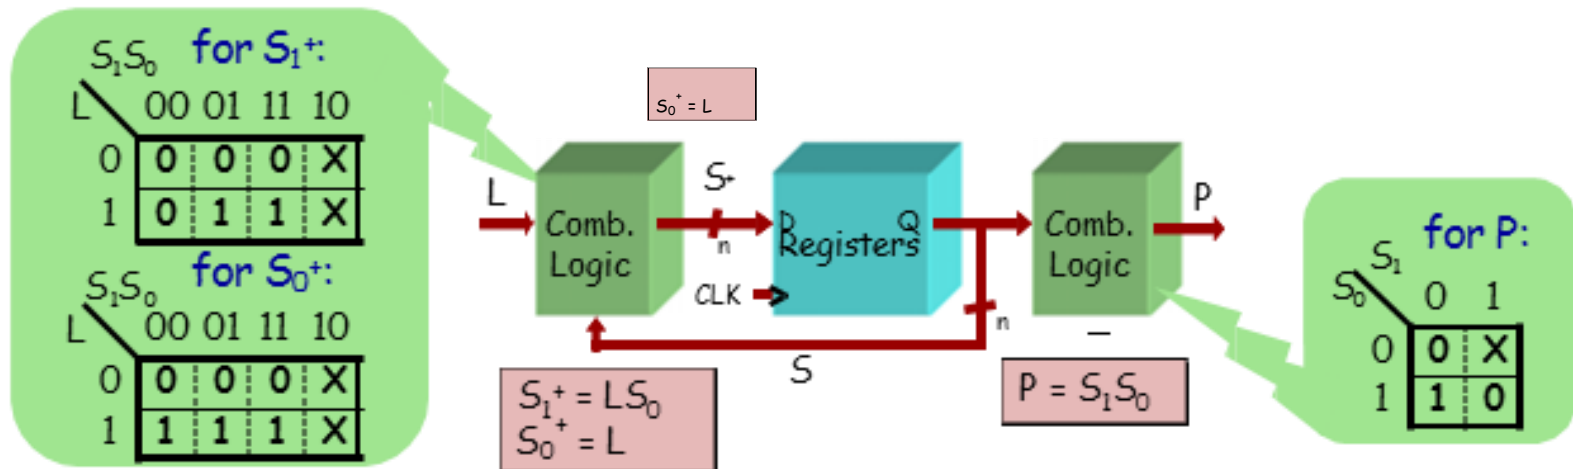 for S₁⁺:
S₁S₀
L 00 01 11 10
0 0 0 0 X
1 0 1 1 X
for S₀⁺:
S₁S₀
L 00 01 11 10
0 0 0 0 X
1 1 1 1 X
S₀⁺ = L
L
Comb.
Logic
S⁺
n
D Q
Registers
CLK
n
S
Comb.
Logic
P
S₁⁺ = LS₀
S₀⁺ = L
P = S̅₁S₀
for P:
S₁
S₀ 0 1
0 0 X
1 1 0